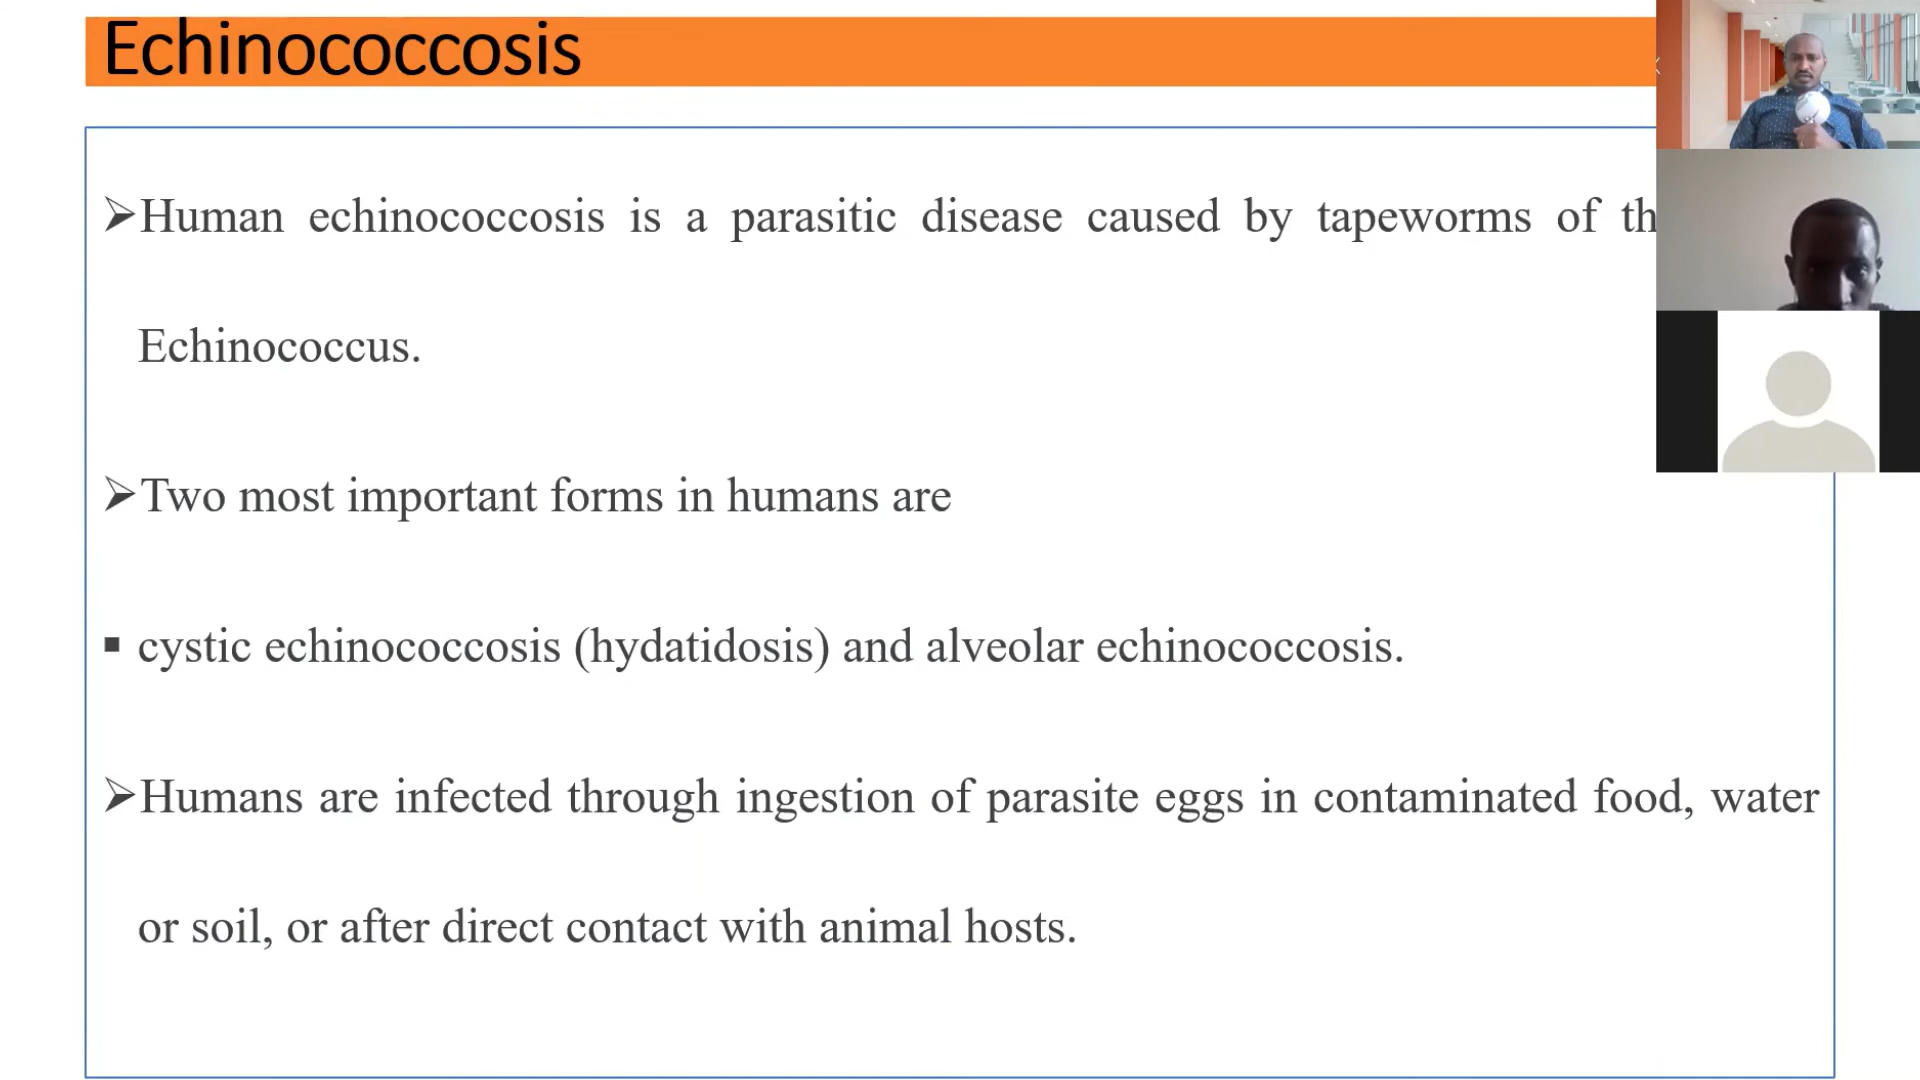 Echinococcosis
➢Human echinococcosis is a parasitic disease caused by tapeworms of
Echinococcus.
➢Two most important forms in humans are
▪ cystic echinococcosis (hydatidosis) and alveolar echinococcosis.
➢Humans are infected through ingestion of parasite eggs in contaminated food, water
or soil, or after direct contact with animal hosts.